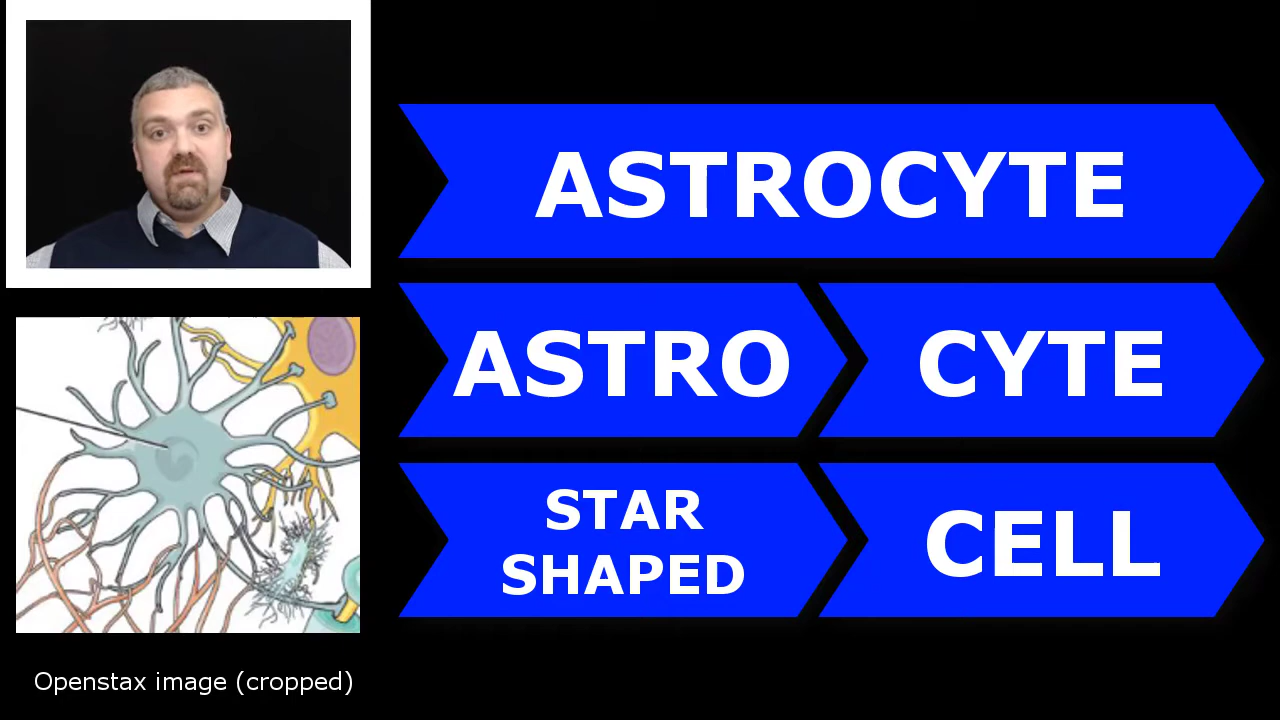 ASTROCYTE
ASTRO
CYTE
STAR
SHAPED
CELL
Openstax image (cropped)